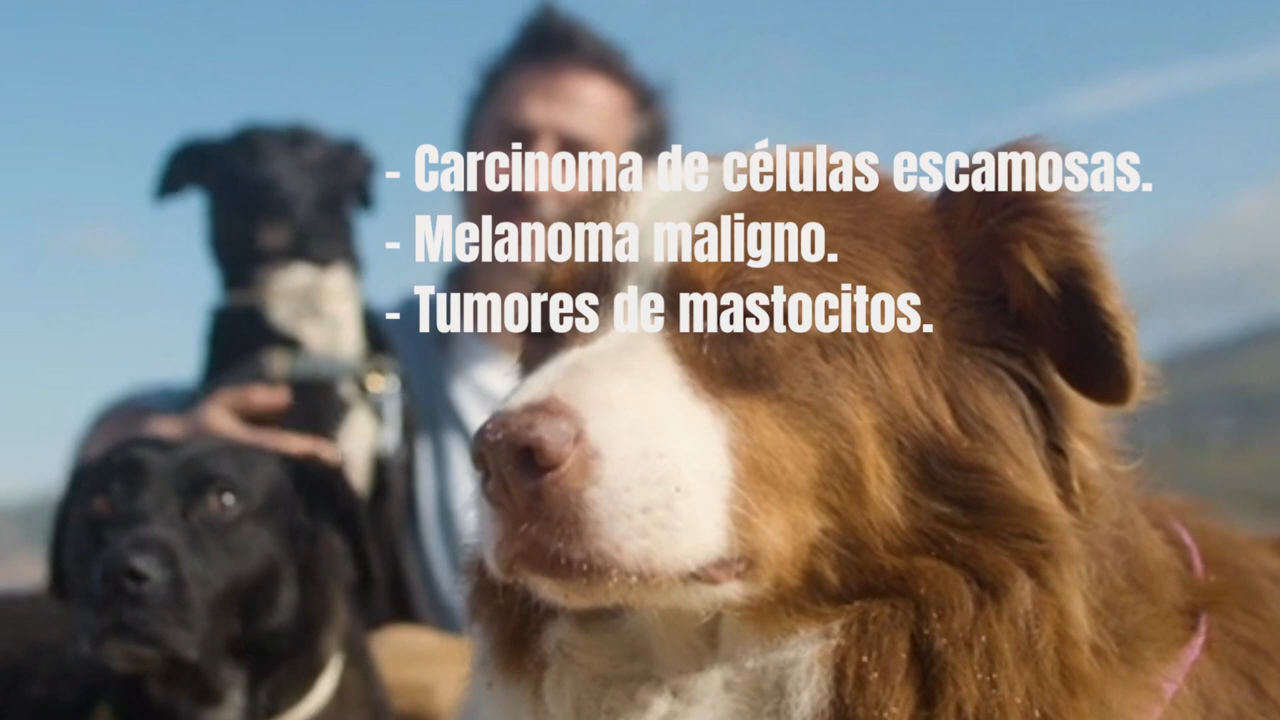 - Carcinoma de células escamosas.
- Melanoma maligno.
- Tumores de mastocitos.